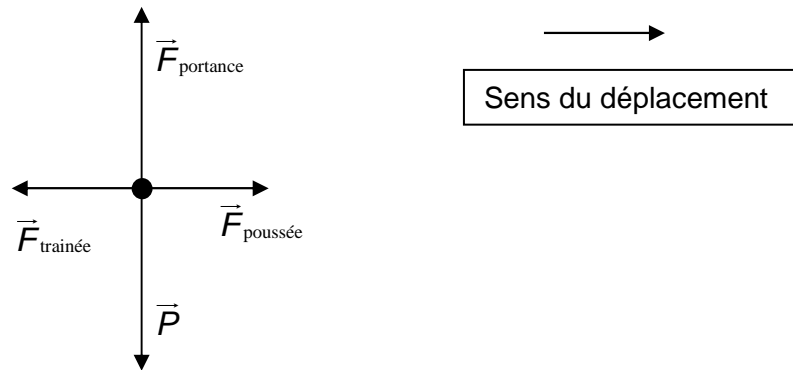 F portance
Sens du déplacement
F trainée
F poussée
P